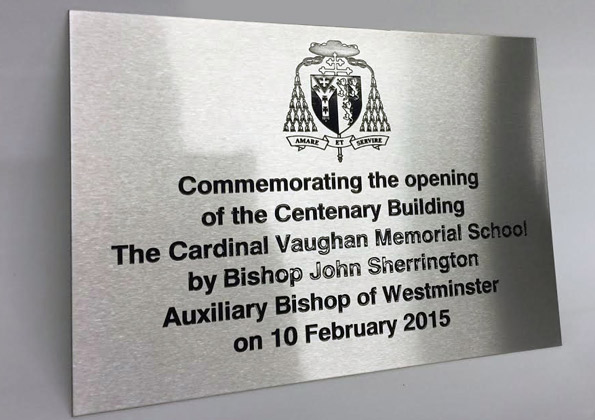 AMARE ET SERVIRE
Commemorating the opening
of the Centenary Building
The Cardinal Vaughan Memorial School
by Bishop John Sherrington
Auxiliary Bishop of Westminster
on 10 February 2015